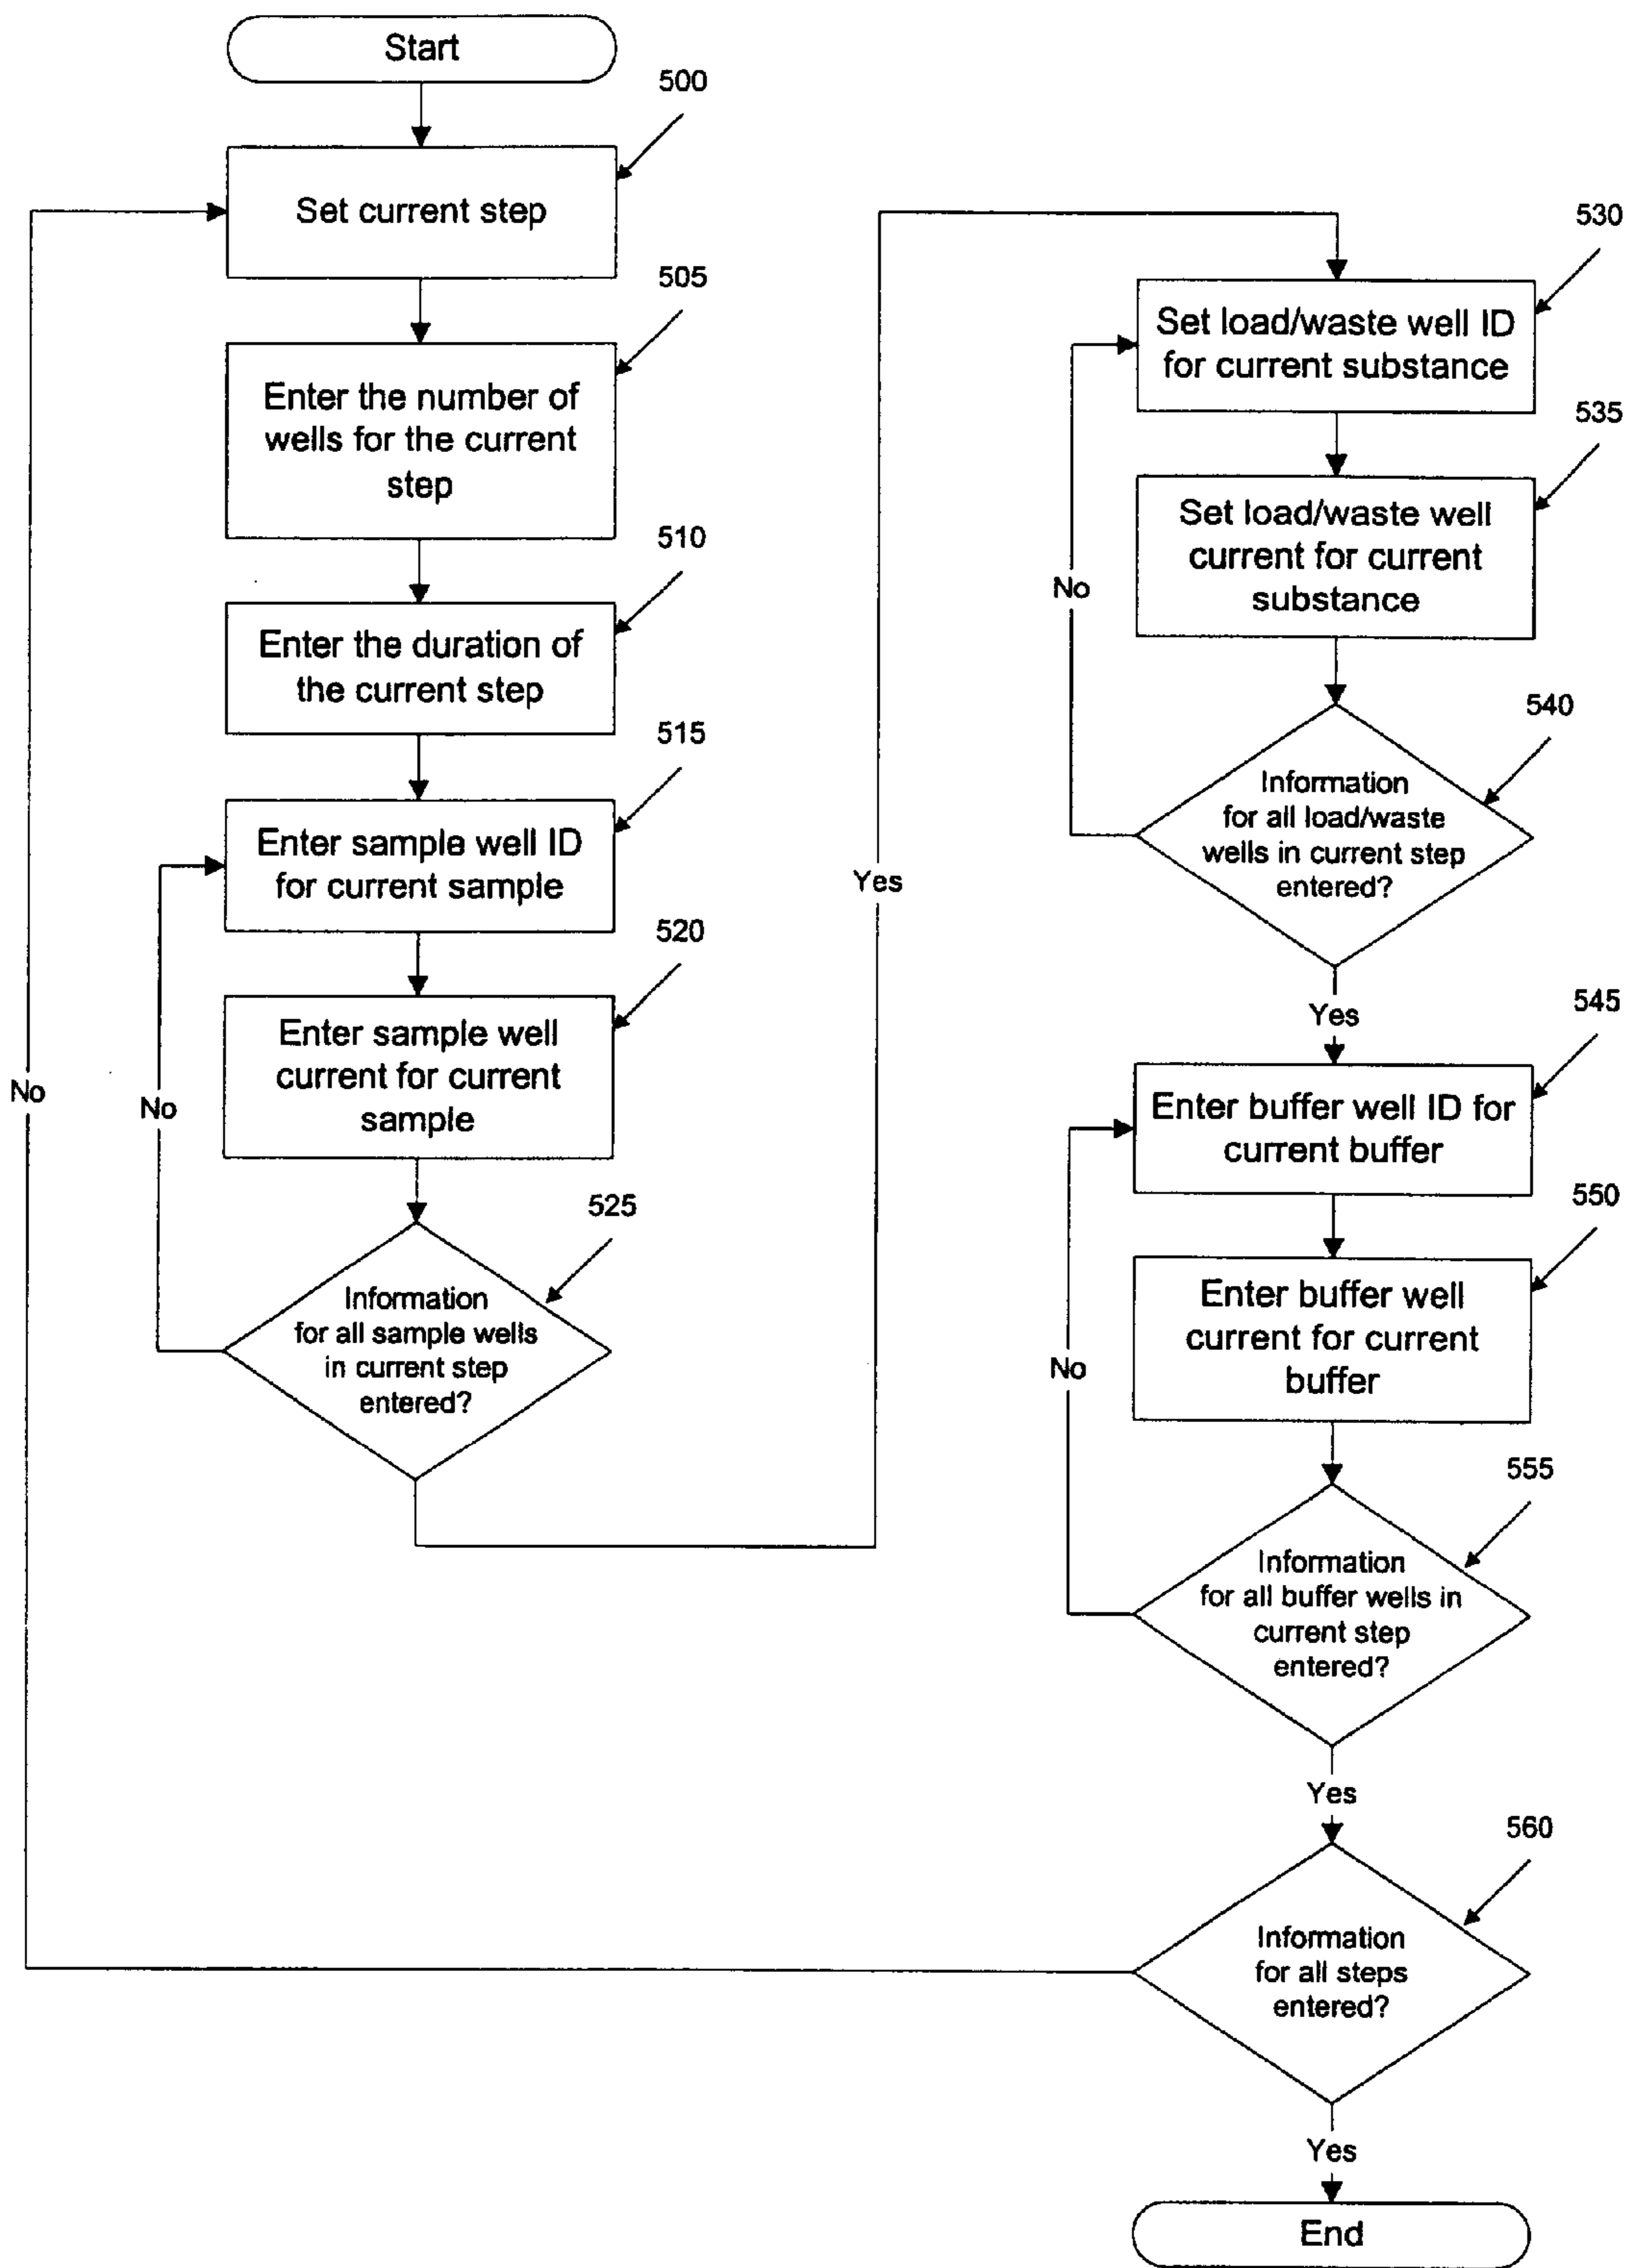 Start
500
Set current step
505
Enter the number of
wells for the current
step
510
Enter the duration of
the current step
515
Enter sample well ID
for current sample
520
Enter sample well
current for current
sample
No
No
525
Information
for all sample wells
in current step
entered?
Yes
530
Set load/waste well ID
for current substance
535
Set load/waste well
current for current
substance
No
540
Information
for all load/waste
wells in current step
entered?
Yes
545
Enter buffer well ID for
current buffer
550
Enter buffer well
current for current
buffer
No
555
Information
for all buffer wells in
current step
entered?
Yes
560
Information
for all steps
entered?
Yes
End